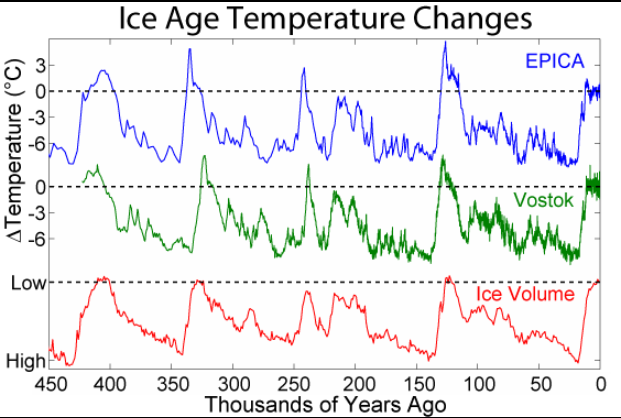 Ice Age Temperature Changes
EPICA
3
0
-3
-6
ΔTemperature (°C)
Vostok
0
-3
-6
Low
Ice Volume
High
450 400 350 300 250 200 150 100 50 0
Thousands of Years Ago